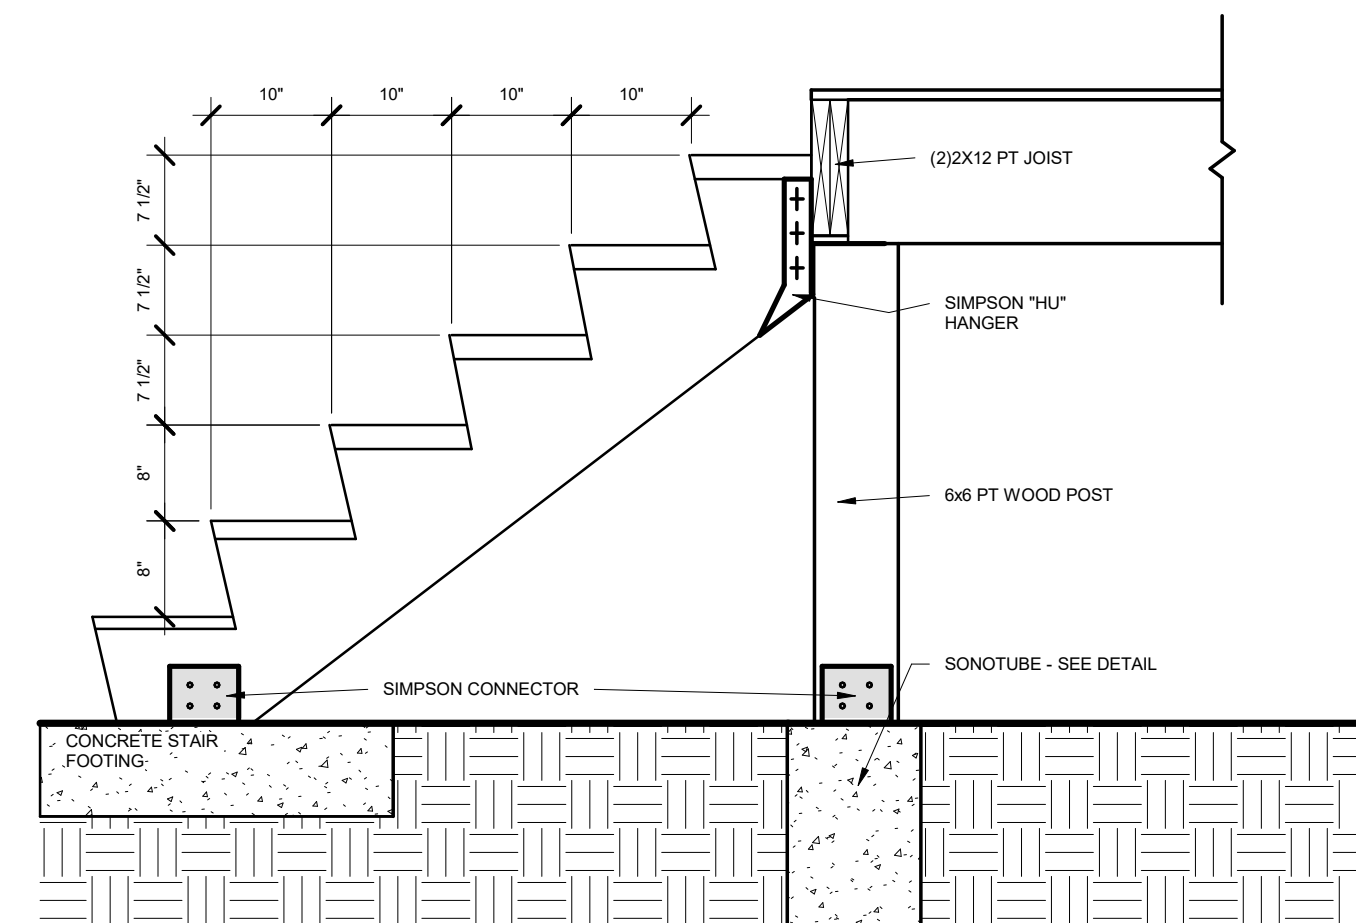 10" 10" 10" 10"
(2)2X12 PT JOIST
7 1/2"
7 1/2"
7 1/2"
8"
8"
SIMPSON "HU"
HANGER
6x6 PT WOOD POST
SONOTUBE - SEE DETAIL
SIMPSON CONNECTOR
CONCRETE STAIR
FOOTING